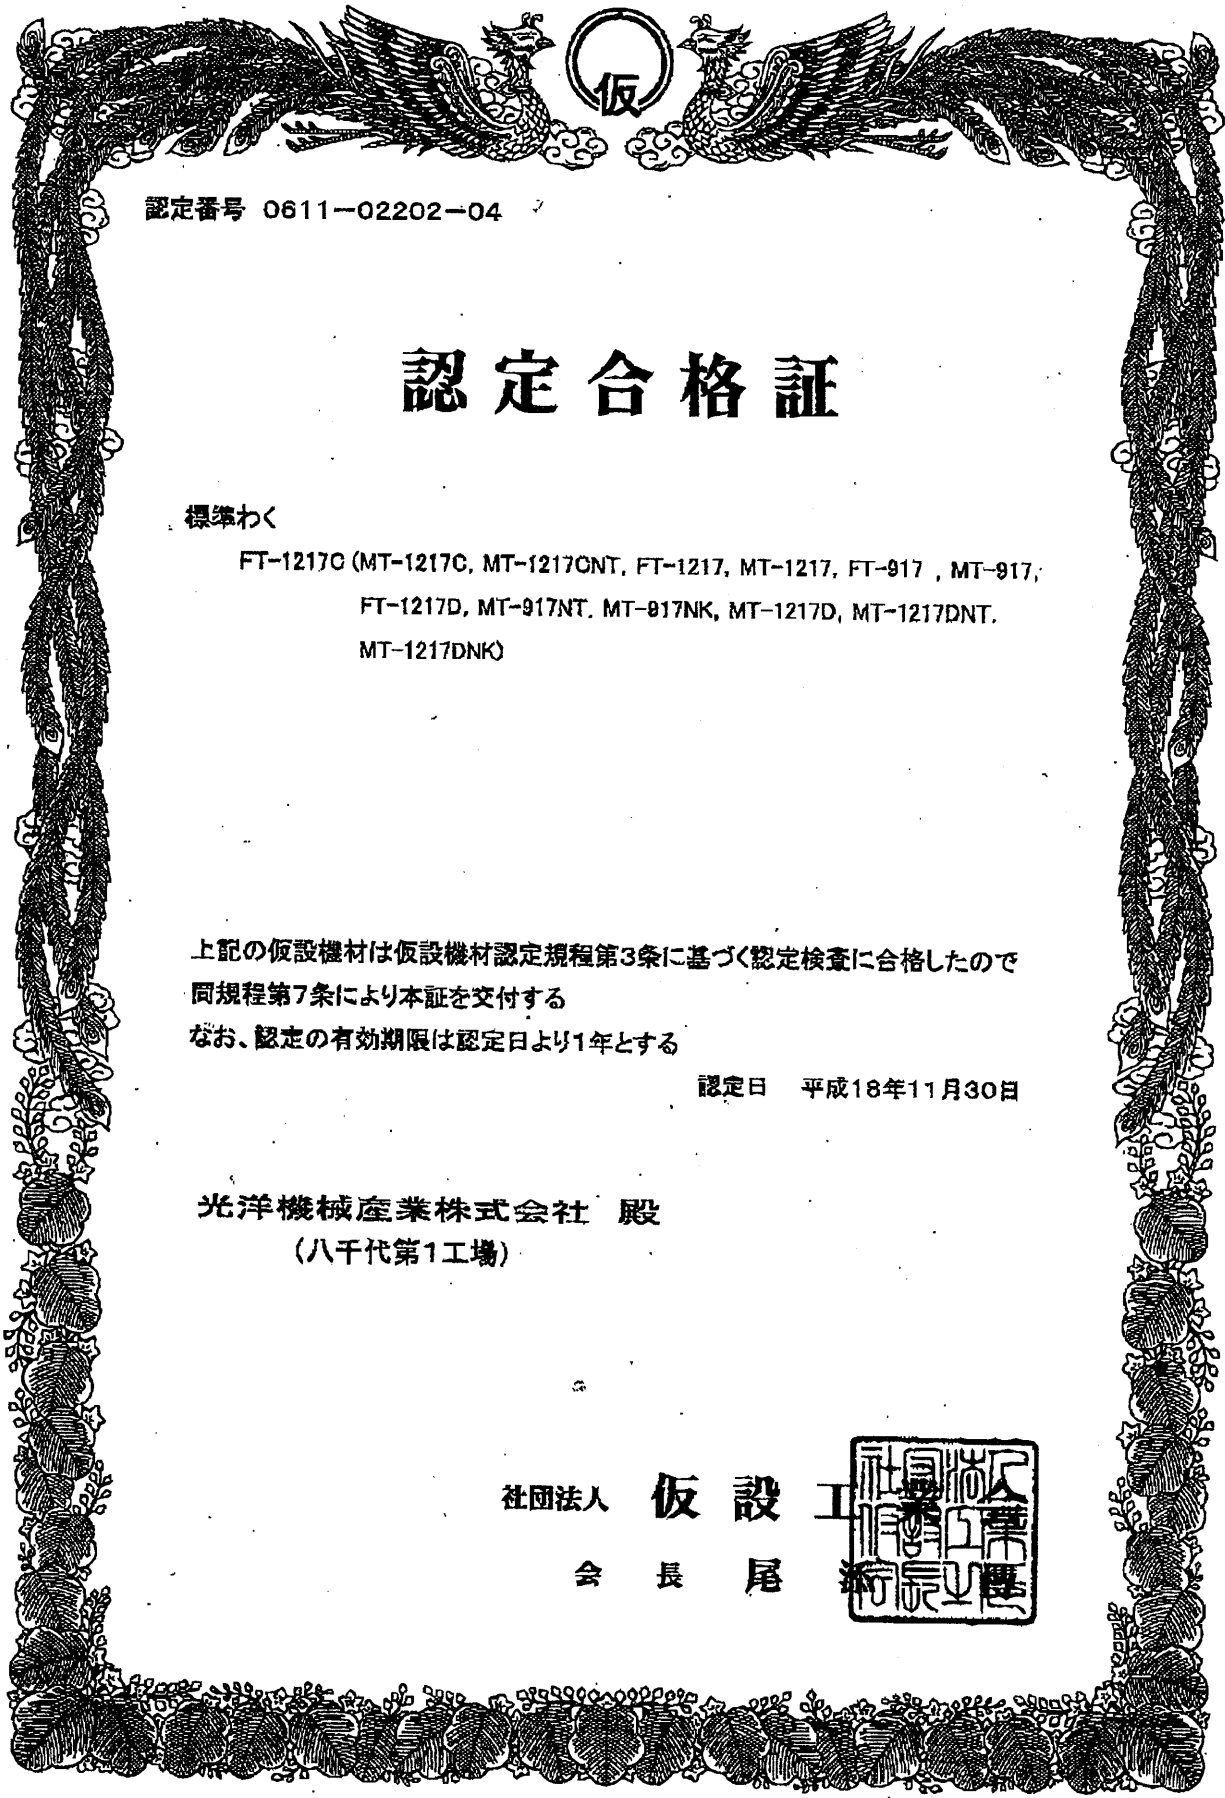 仮
認定番号 0611-02202-04
認定合格証
標準わく
FT-1217C (MT-1217C, MT-1217CNT, FT-1217, MT-1217, FT-917 , MT-917,
FT-1217D, MT-917NT, MT-917NK, MT-1217D, MT-1217DNT,
MT-1217DNK)
上記の仮設機材は仮設機材認定規程第3条に基づく認定検査に合格したので
同規程第7条により本証を交付する
なお、認定の有効期限は認定日より1年とする
認定日 平成18年11月30日
光洋機械産業株式会社 殿
(八千代第1工場)
社団法人 仮設工業会
会長 尾